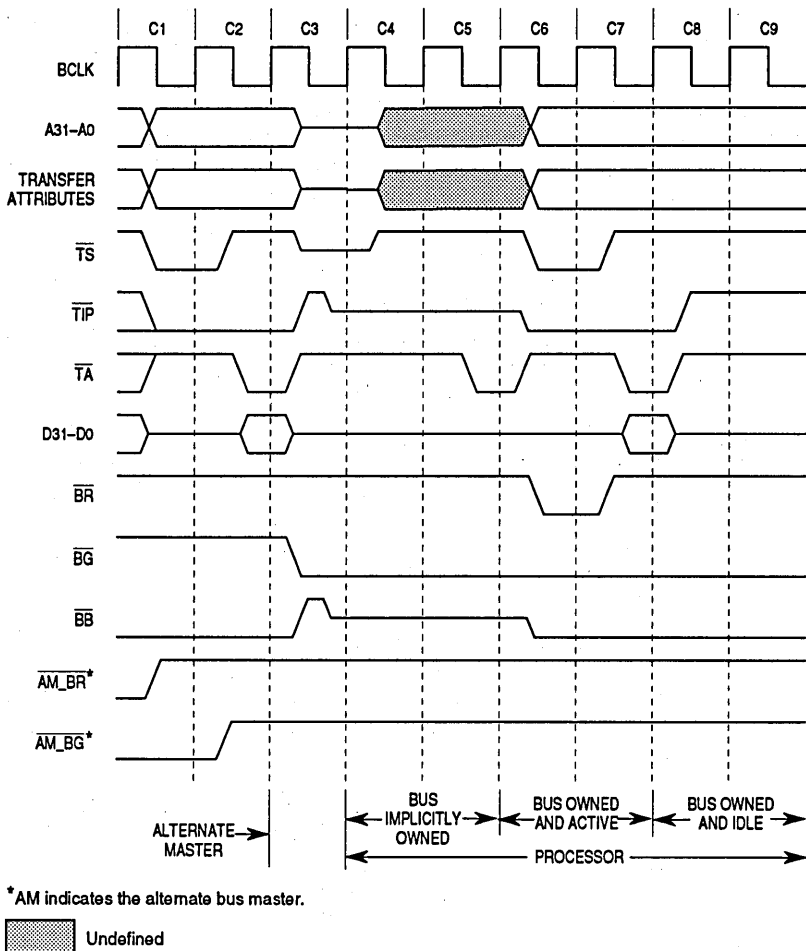 C1 C2 C3 C4 C5 C6 C7 C8 C9
BCLK
A31–A0
TRANSFER
ATTRIBUTES
TS
TIP
TA
D31–D0
BR
BG
BB
AM_BR*
AM_BG*
ALTERNATE
MASTER
BUS
IMPLICITLY
OWNED
BUS OWNED
AND ACTIVE
BUS OWNED
AND IDLE
PROCESSOR
*AM indicates the alternate bus master.
Undefined